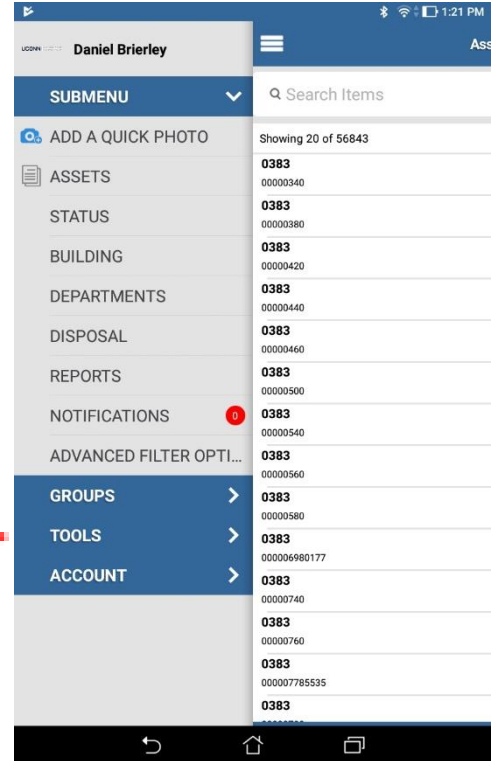 1:21 PM
UCONN
Daniel Brierley
SUBMENU
ADD A QUICK PHOTO
ASSETS
STATUS
BUILDING
DEPARTMENTS
DISPOSAL
REPORTS
NOTIFICATIONS 0
ADVANCED FILTER OPTI...
GROUPS
TOOLS
ACCOUNT
Ass
Search Items
Showing 20 of 56843
0383
00000340
0383
00000380
0383
00000420
0383
00000440
0383
00000460
0383
00000500
0383
00000540
0383
00000560
0383
00000580
0383
000006980177
0383
00000740
0383
00000760
0383
000007785535
0383